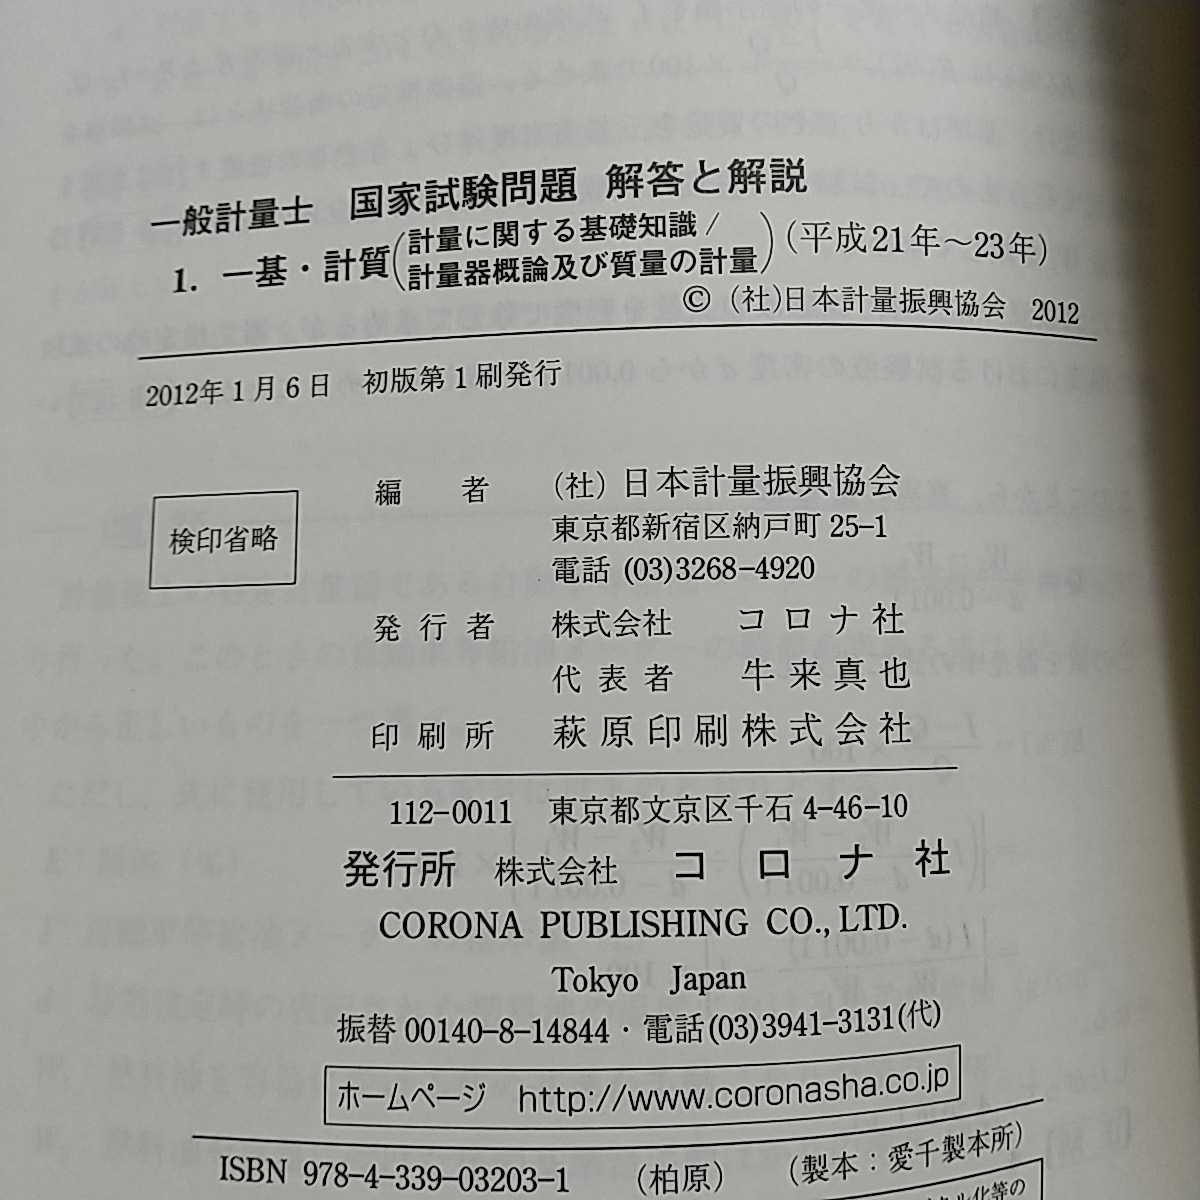 一般計量士 国家試験問題 解答と解説
1. 一基・計質(計量に関する基礎知識/計量器概論及び質量の計量)(平成21年～23年)
© (社)日本計量振興協会 2012
2012年1月6日 初版第1刷発行
検印省略
編者 (社)日本計量振興協会
東京都新宿区納戸町25-1
電話 (03)3268-4920
発行者 株式会社 コロナ社
代表者 牛来真也
印刷所 萩原印刷株式会社
112-0011 東京都文京区千石4-46-10
発行所 株式会社 コロナ社
CORONA PUBLISHING CO., LTD.
Tokyo Japan
振替 00140-8-14844・電話(03)3941-3131(代)
ホームページ http://www.coronasha.co.jp
ISBN 978-4-339-03203-1 (柏原) (製本：愛千製本所)
ル化等の